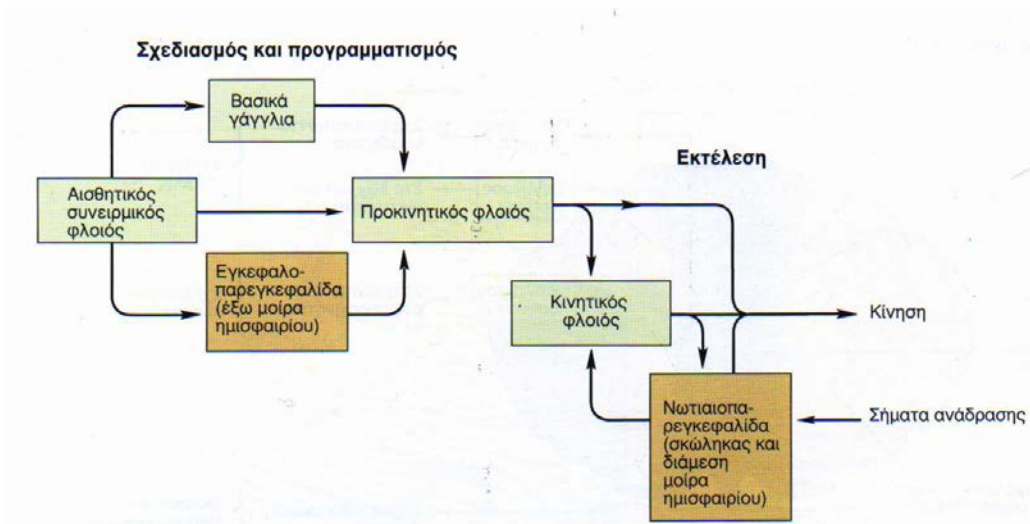 Σχεδιασμός και προγραμματισμός
Βασικά
γάγγλια
Εκτέλεση
Αισθητικός
συνειρμικός
φλοιός
Προκινητικός φλοιός
Εγκεφαλο-
παρεγκεφαλίδα
(έξω μοίρα
ημισφαιρίου)
Κινητικός
φλοιός
Κίνηση
Νωτιαιοπα-
ρεγκεφαλίδα
(σκώληκας και
διάμεση
μοίρα
ημισφαιρίου)
Σήματα ανάδρασης